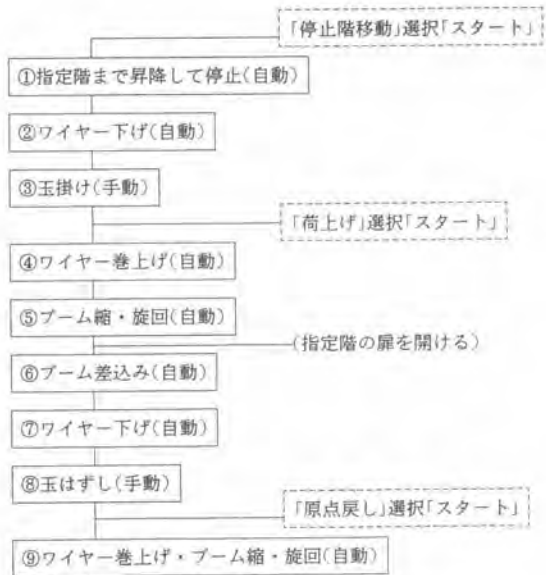 「停止階移動」選択「スタート」
①指定階まで昇降して停止(自動)
②ワイヤー下げ(自動)
③玉掛け(手動)
「荷上げ」選択「スタート」
④ワイヤー巻上げ(自動)
⑤ブーム縮・旋回(自動)
(指定階の扉を開ける)
⑥ブーム差込み(自動)
⑦ワイヤー下げ(自動)
⑧玉はずし(手動)
「原点戻し」選択「スタート」
⑨ワイヤー巻上げ・ブーム縮・旋回(自動)